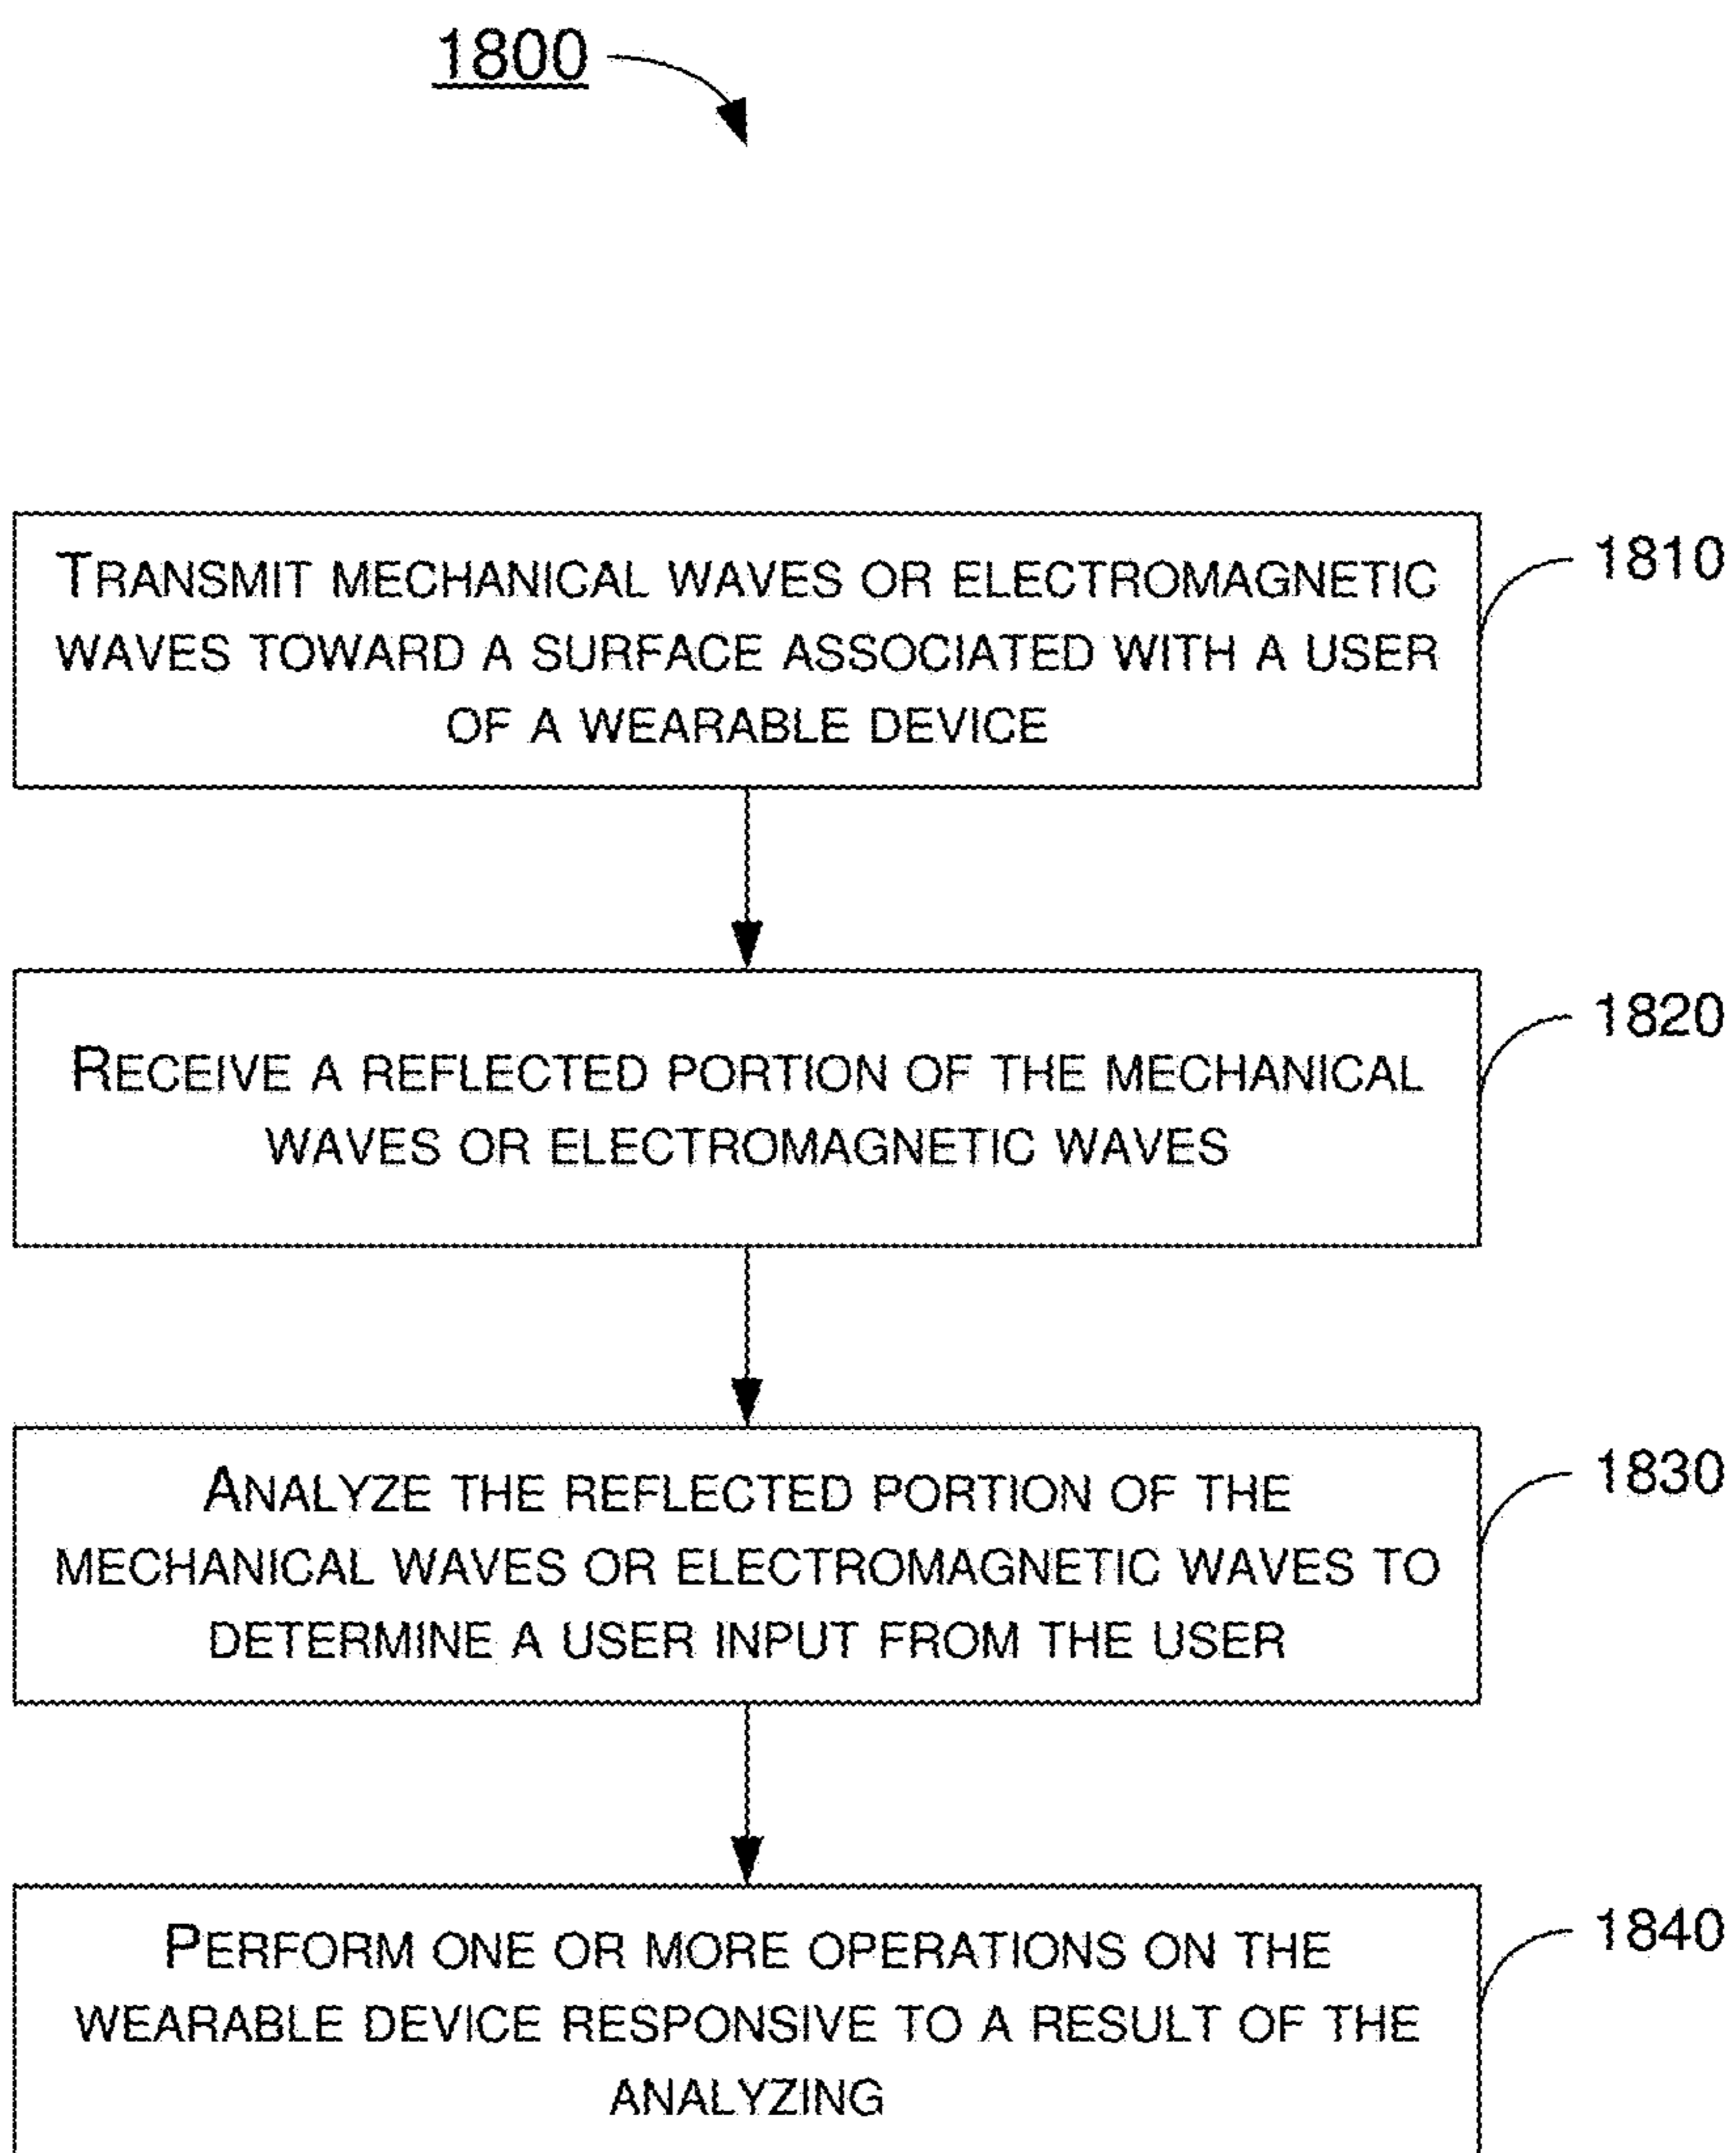 1800
TRANSMIT MECHANICAL WAVES OR ELECTROMAGNETIC
WAVES TOWARD A SURFACE ASSOCIATED WITH A USER
OF A WEARABLE DEVICE
1810
RECEIVE A REFLECTED PORTION OF THE MECHANICAL
WAVES OR ELECTROMAGNETIC WAVES
1820
ANALYZE THE REFLECTED PORTION OF THE
MECHANICAL WAVES OR ELECTROMAGNETIC WAVES TO
DETERMINE A USER INPUT FROM THE USER
1830
PERFORM ONE OR MORE OPERATIONS ON THE
WEARABLE DEVICE RESPONSIVE TO A RESULT OF THE
ANALYZING
1840